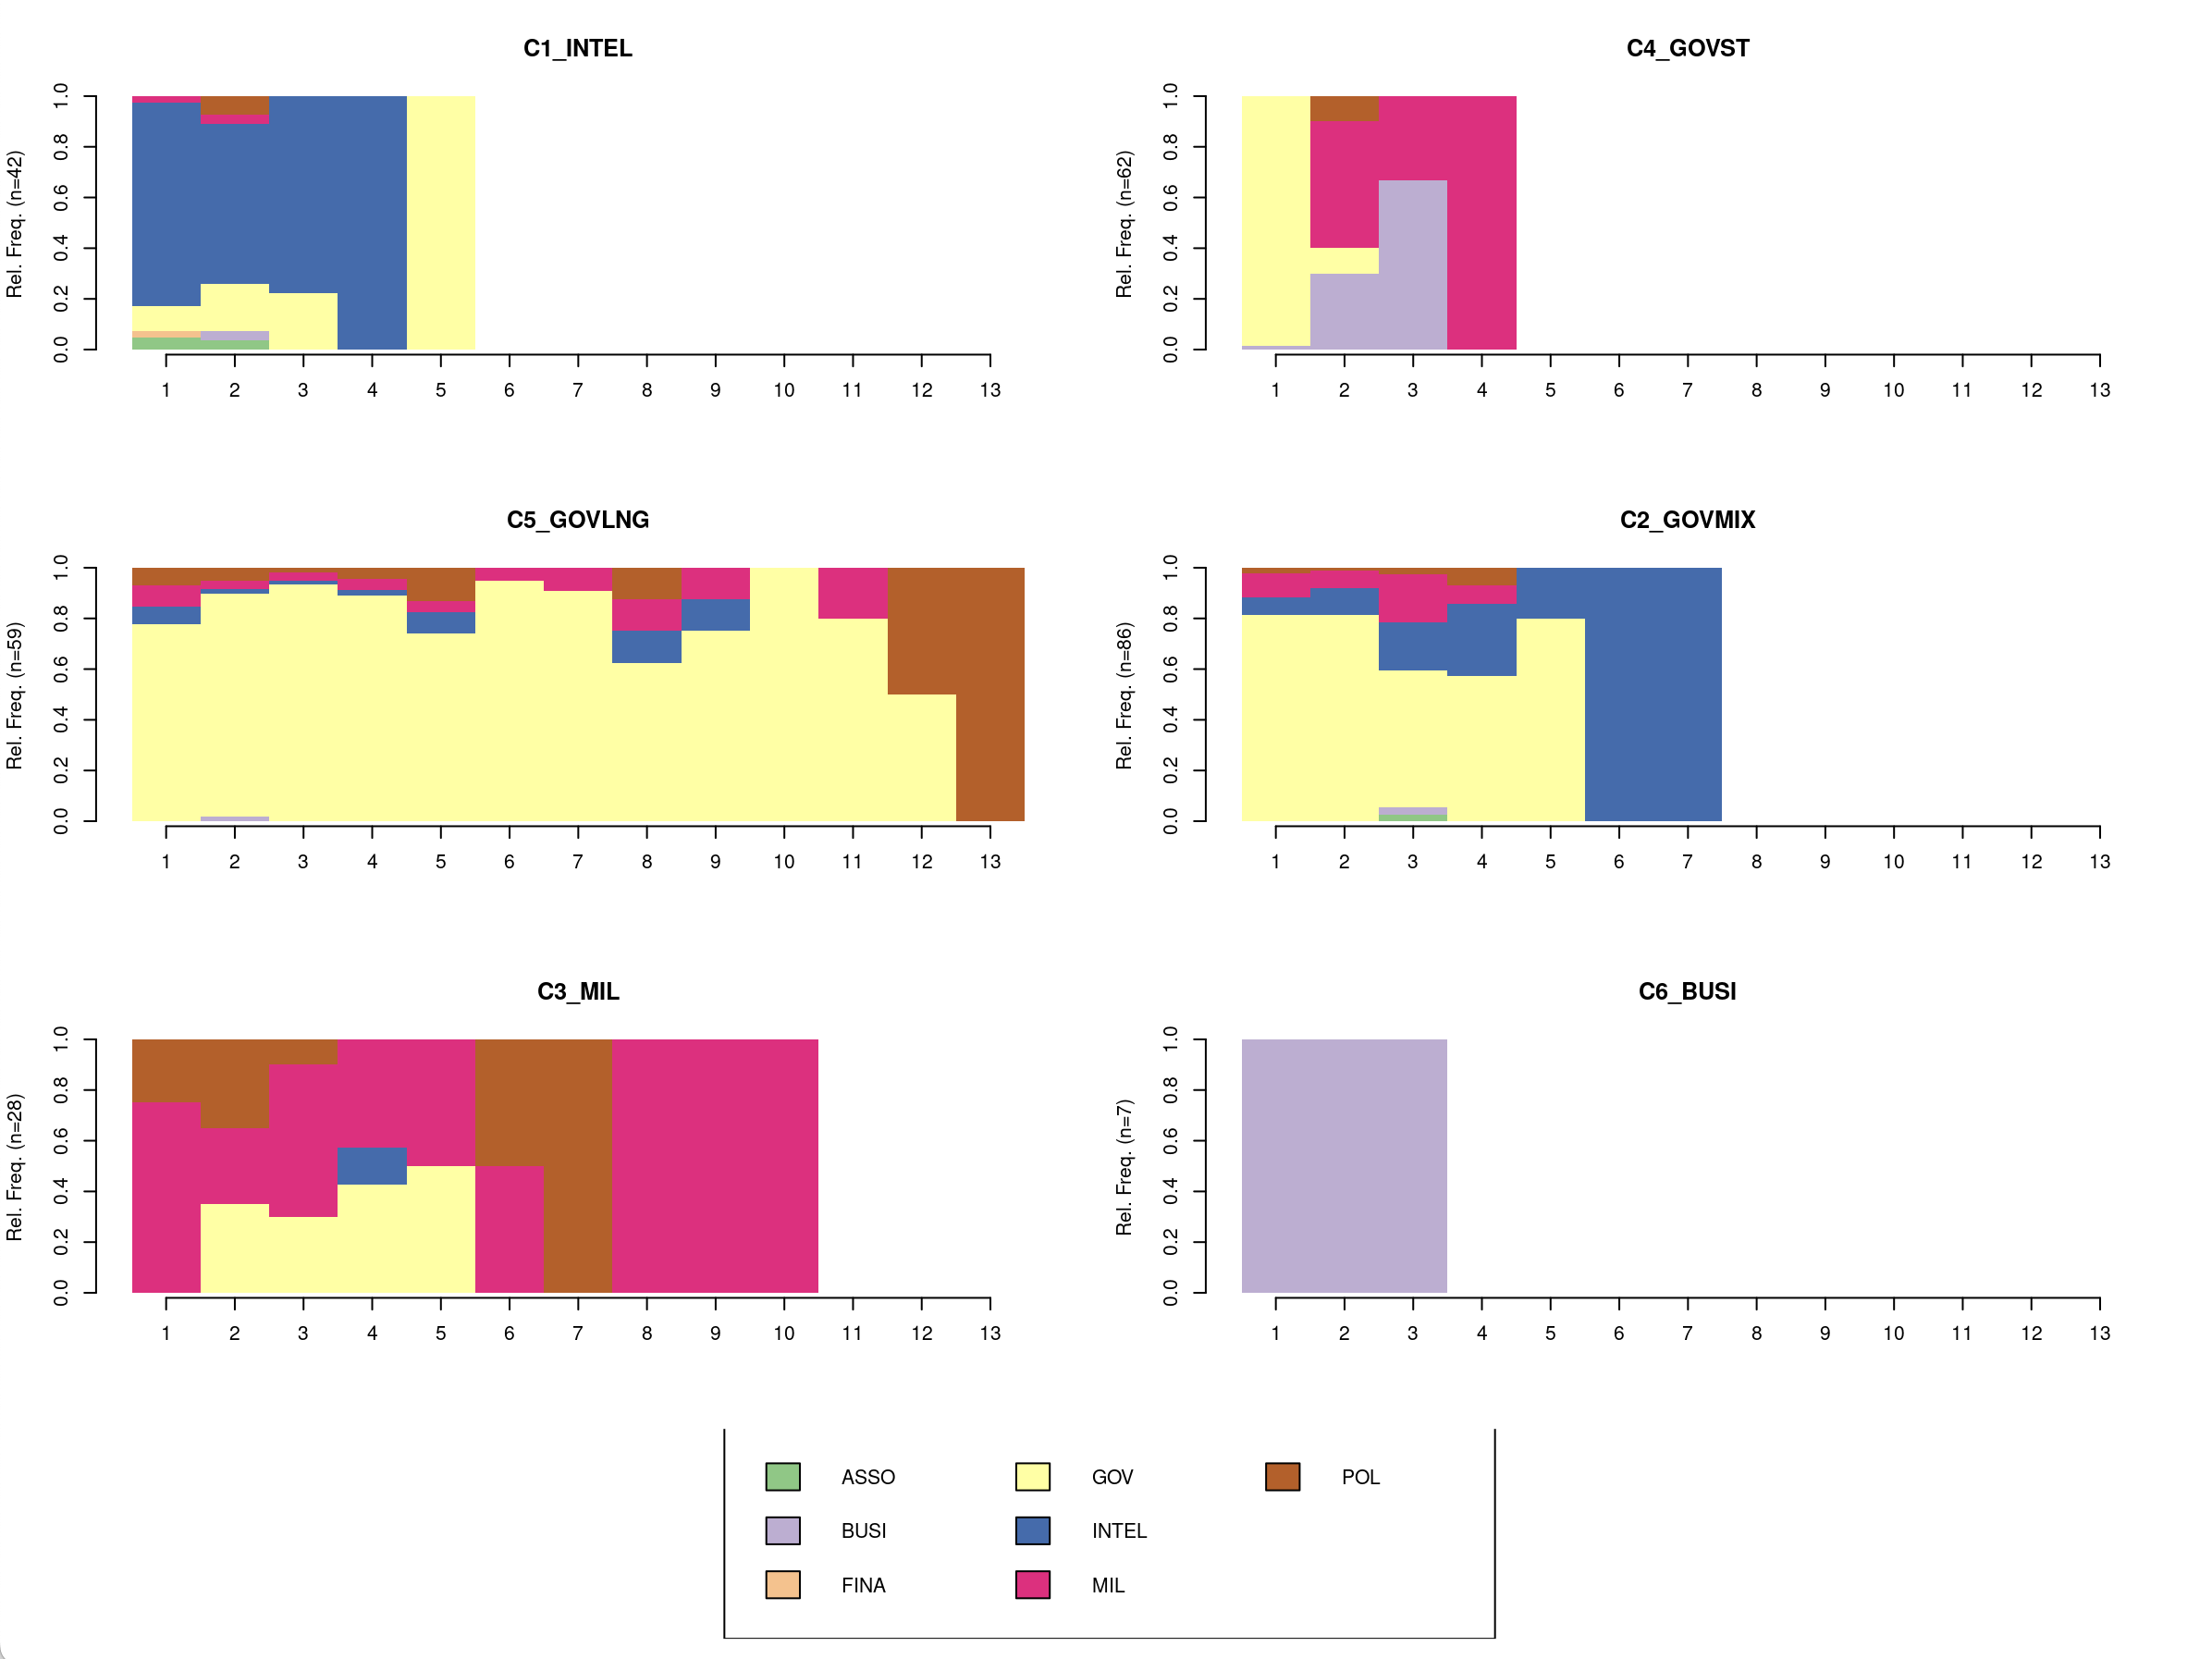 C1_INTEL
Rel. Freq. (n=42)
0.0 0.2 0.4 0.6 0.8 1.0
1 2 3 4 5 6 7 8 9 10 11 12 13
C4_GOVST
Rel. Freq. (n=62)
0.0 0.2 0.4 0.6 0.8 1.0
1 2 3 4 5 6 7 8 9 10 11 12 13
C5_GOVLNG
Rel. Freq. (n=59)
0.0 0.2 0.4 0.6 0.8 1.0
1 2 3 4 5 6 7 8 9 10 11 12 13
C2_GOVMIX
Rel. Freq. (n=86)
0.0 0.2 0.4 0.6 0.8 1.0
1 2 3 4 5 6 7 8 9 10 11 12 13
C3_MIL
Rel. Freq. (n=28)
0.0 0.2 0.4 0.6 0.8 1.0
1 2 3 4 5 6 7 8 9 10 11 12 13
C6_BUSI
Rel. Freq. (n=7)
0.0 0.2 0.4 0.6 0.8 1.0
1 2 3 4 5 6 7 8 9 10 11 12 13
ASSO GOV POL
BUSI INTEL
FINA MIL